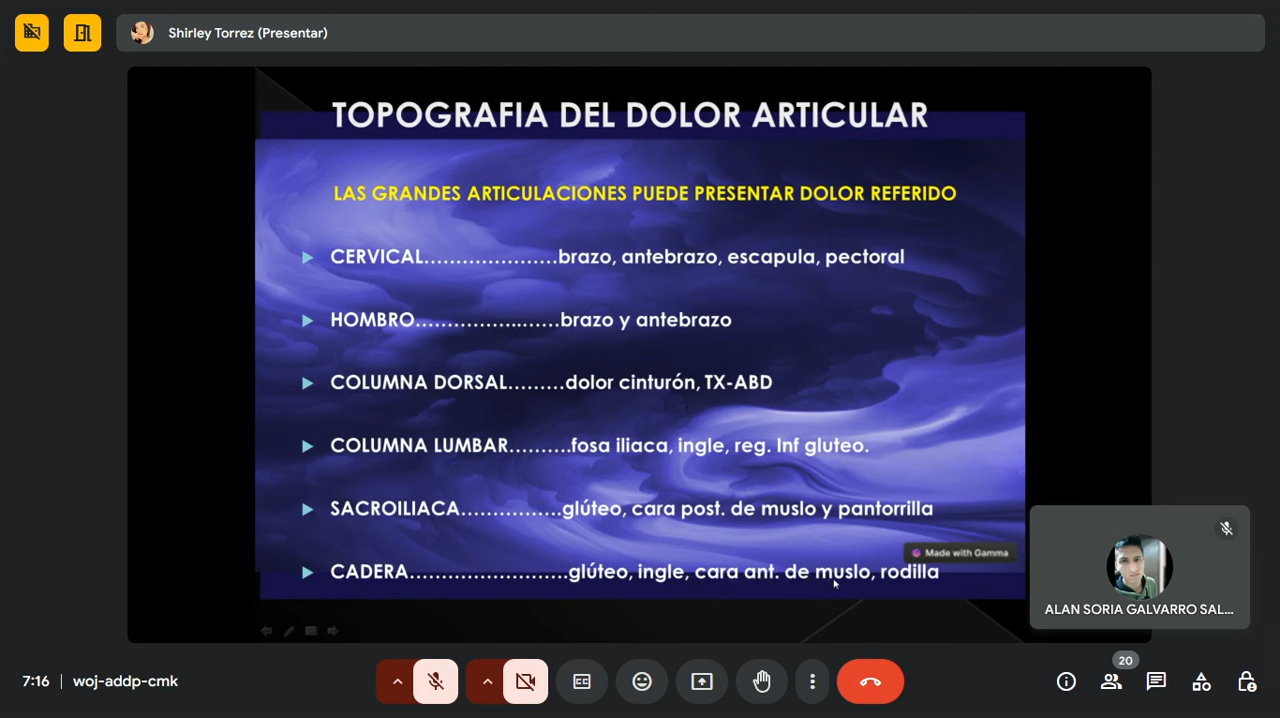 Shirley Torrez (Presentar)
TOPOGRAFIA DEL DOLOR ARTICULAR
LAS GRANDES ARTICULACIONES PUEDE PRESENTAR DOLOR REFERIDO
CERVICAL…………………brazo, antebrazo, escapula, pectoral
HOMBRO……………..……brazo y antebrazo
COLUMNA DORSAL………dolor cinturón, TX-ABD
COLUMNA LUMBAR……….fosa iliaca, ingle, reg. Inf gluteo.
SACROILIACA…………….glúteo, cara post. de muslo y pantorrilla
Made with Gamma
CADERA…………………….glúteo, ingle, cara ant. de muslo, rodilla
ALAN SORIA GALVARRO SAL...
7:16 | woj-addp-cmk
CC
20